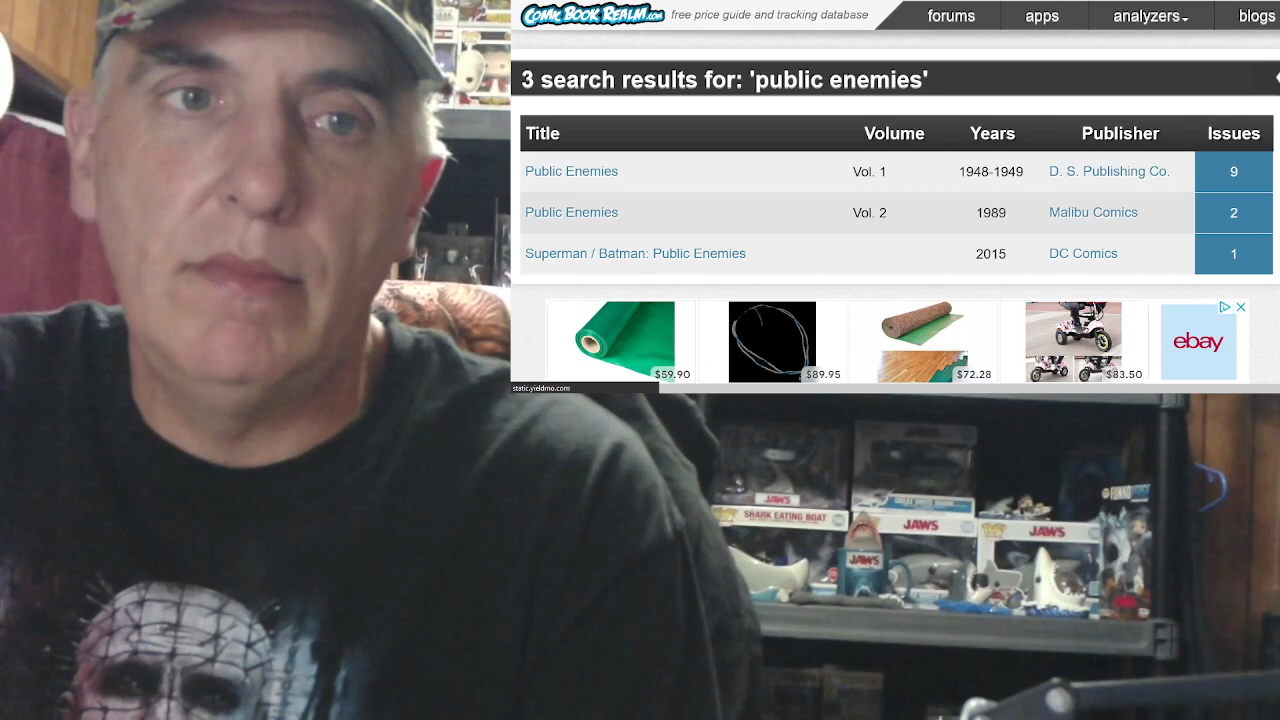 COMIC BOOK REALM.COM free price guide and tracking database forums apps analyzers blogs
3 search results for: 'public enemies'
Title Volume Years Publisher Issues
Public Enemies Vol. 1 1948-1949 D. S. Publishing Co. 9
Public Enemies Vol. 2 1989 Malibu Comics 2
Superman / Batman: Public Enemies 2015 DC Comics 1
ebay
$59.90 $89.95 $72.28 $83.50
static.yieldmo.com
JAWS
SHARK EATING BOAT
JAWS
JAWS
JAWS